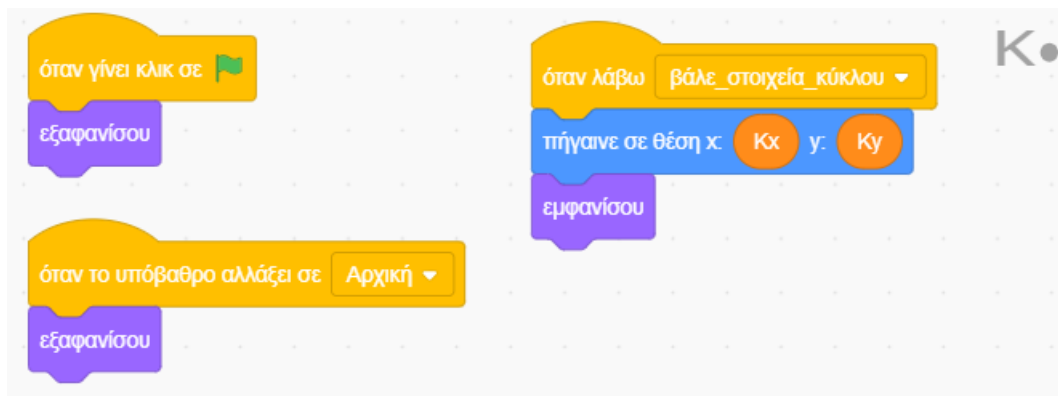 όταν γίνει κλικ σε
εξαφανίσου
όταν το υπόβαθρο αλλάξει σε Αρχική
εξαφανίσου
όταν λάβω βάλε_στοιχεία_κύκλου
πήγαινε σε θέση x: Kx y: Ky
εμφανίσου
K